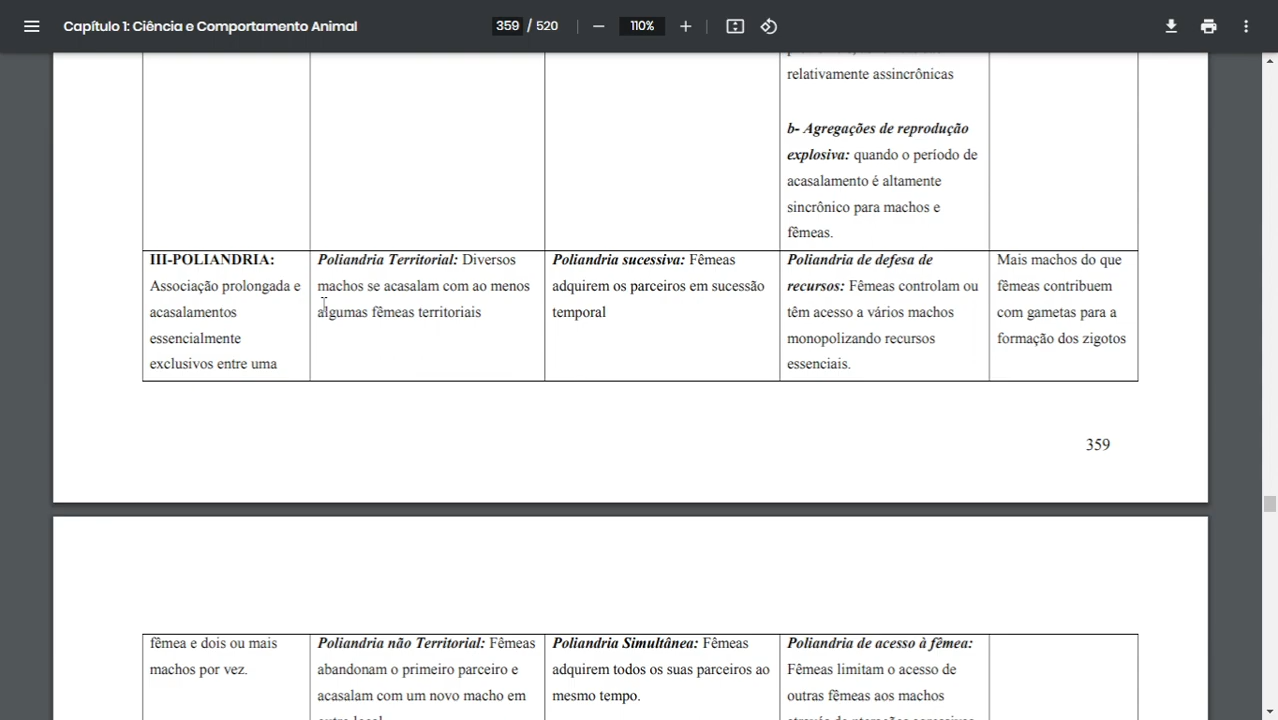 Capítulo 1: Ciência e Comportamento Animal
359 / 520
110%
relativamente assincrônicas
b- Agregações de reprodução
explosiva: quando o período de
acasalamento é altamente
sincrônico para machos e
fêmeas.
III-POLIANDRIA:
Associação prolongada e
acasalamentos
essencialmente
exclusivos entre uma
Poliandria Territorial: Diversos
machos se acasalam com ao menos
algumas fêmeas territoriais
Poliandria sucessiva: Fêmeas
adquirem os parceiros em sucessão
temporal
Poliandria de defesa de
recursos: Fêmeas controlam ou
têm acesso a vários machos
monopolizando recursos
essenciais.
Mais machos do que
fêmeas contribuem
com gametas para a
formação dos zigotos
359
fêmea e dois ou mais
machos por vez.
Poliandria não Territorial: Fêmeas
abandonam o primeiro parceiro e
acasalam com um novo macho em
outro local
Poliandria Simultânea: Fêmeas
adquirem todos os suas parceiros ao
mesmo tempo.
Poliandria de acesso à fêmea:
Fêmeas limitam o acesso de
outras fêmeas aos machos